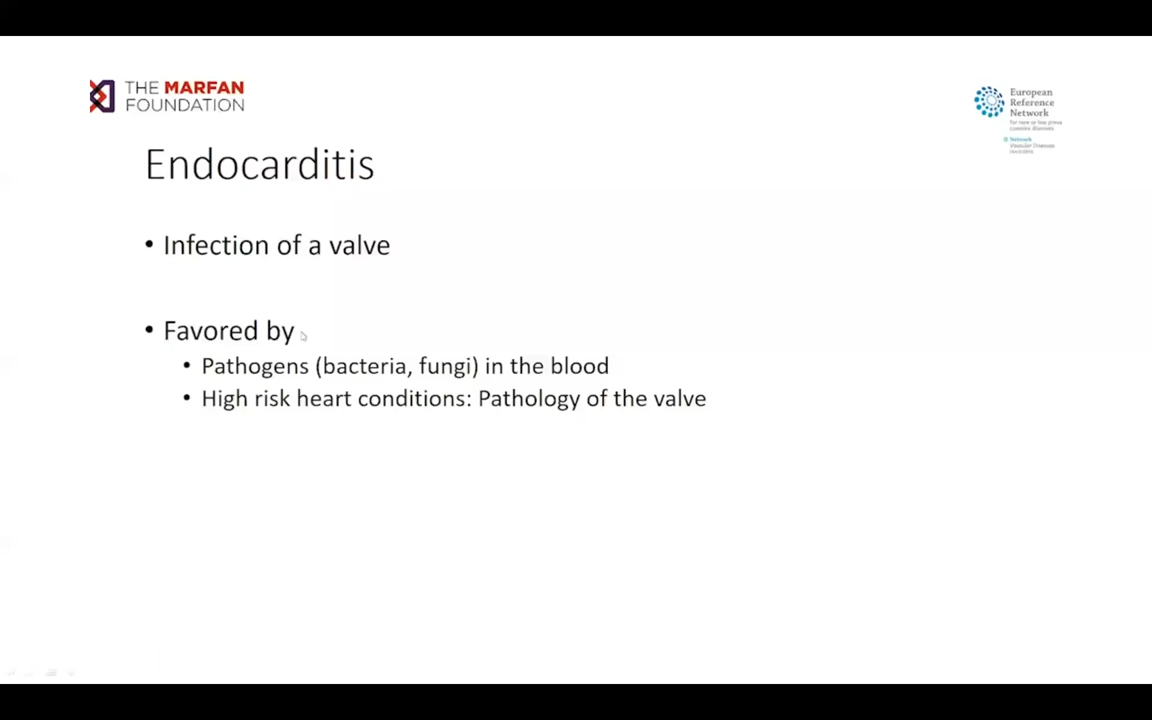 THE MARFAN
FOUNDATION
European
Reference
Network
Endocarditis
• Infection of a valve
• Favored by
• Pathogens (bacteria, fungi) in the blood
• High risk heart conditions: Pathology of the valve